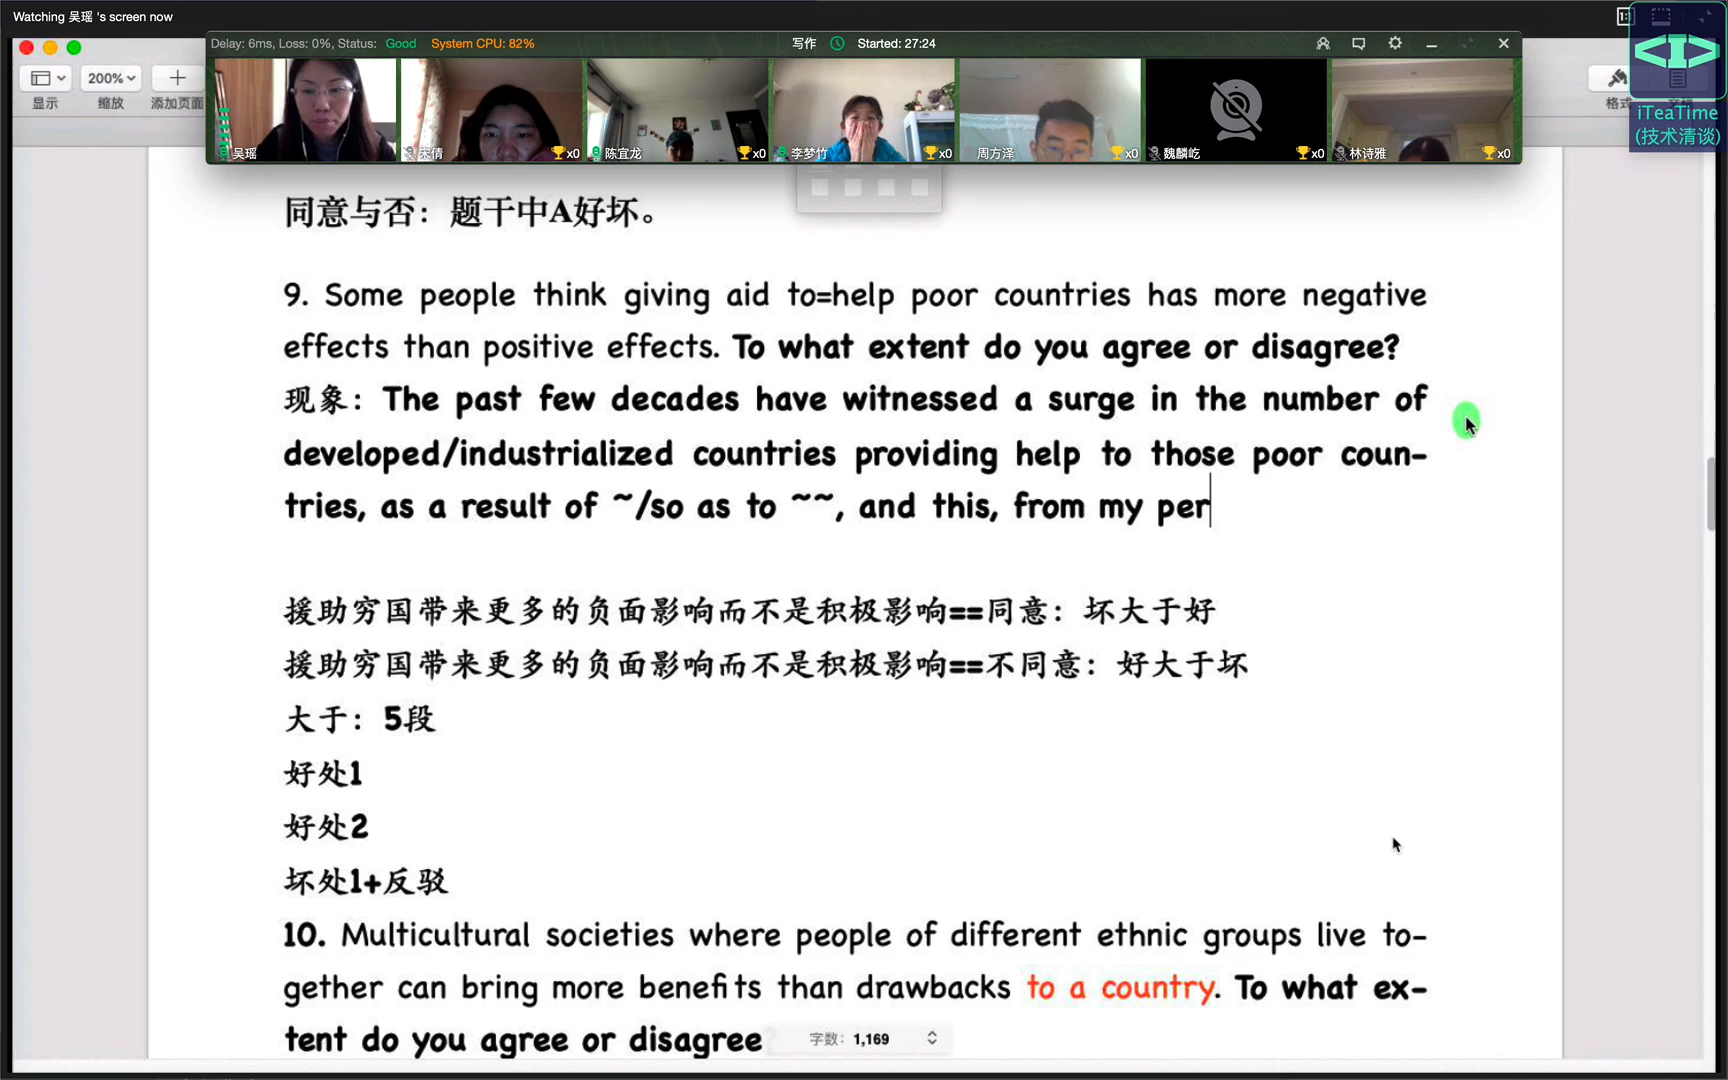 Watching 吴瑶 's screen now
Delay: 6ms, Loss: 0%, Status: Good System CPU: 82%
写作 Started: 27:24
200%
显示 缩放 添加页面
格式
iTeaTime
(技术清谈)
吴瑶
x0
陈宜龙 x0
李梦竹 x0
周方泽 x0
魏麟屹 x0
林诗雅 x0
同意与否：题干中A好坏。
9. Some people think giving aid to=help poor countries has more negative
effects than positive effects. To what extent do you agree or disagree?
现象：The past few decades have witnessed a surge in the number of
developed/industrialized countries providing help to those poor coun-
tries, as a result of ~/so as to ~~, and this, from my per
援助穷国带来更多的负面影响而不是积极影响==同意：坏大于好
援助穷国带来更多的负面影响而不是积极影响==不同意：好大于坏
大于：5段
好处1
好处2
坏处1+反驳
10. Multicultural societies where people of different ethnic groups live to-
gether can bring more benefits than drawbacks to a country. To what ex-
tent do you agree or disagree
字数：1,169